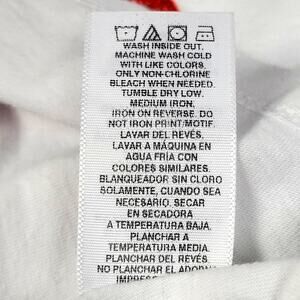 WASH INSIDE OUT.
MACHINE WASH COLD
WITH LIKE COLORS.
ONLY NON-CHLORINE
BLEACH WHEN NEEDED.
TUMBLE DRY LOW.
MEDIUM IRON.
IRON ON REVERSE. DO
NOT IRON PRINT/MOTIF.
LAVAR DEL REVÉS.
LAVAR A MÁQUINA EN
AGUA FRÍA CON
COLORES SIMILARES.
BLANQUEADOR SIN CLORO
SOLAMENTE, CUANDO SEA
NECESARIO. SECAR
EN SECADORA
A TEMPERATURA BAJA.
PLANCHAR A
TEMPERATURA MEDIA.
PLANCHAR DEL REVÉS.
NO PLANCHAR EL ADORNO